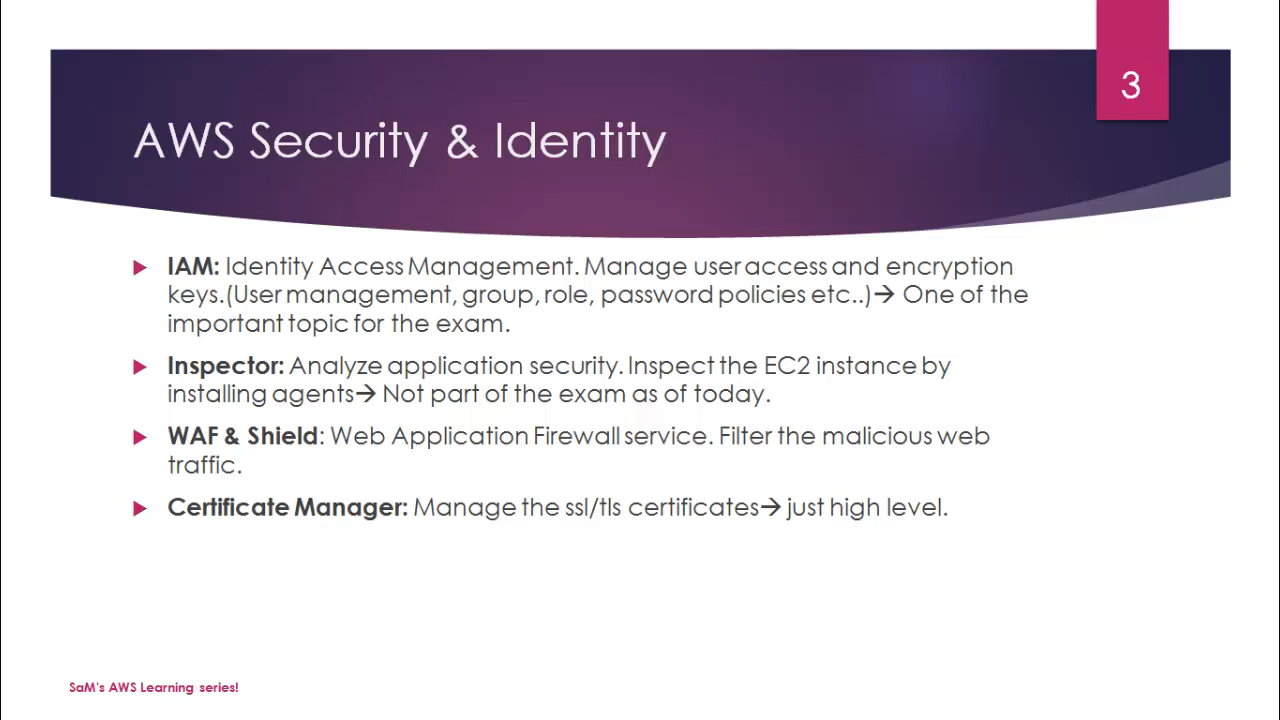 3
AWS Security & Identity
IAM: Identity Access Management. Manage user access and encryption
keys.(User management, group, role, password policies etc..)→ One of the
important topic for the exam.
Inspector: Analyze application security. Inspect the EC2 instance by
installing agents→ Not part of the exam as of today.
WAF & Shield: Web Application Firewall service. Filter the malicious web
traffic.
Certificate Manager: Manage the ssl/tls certificates→ just high level.
SaM's AWS Learning series!